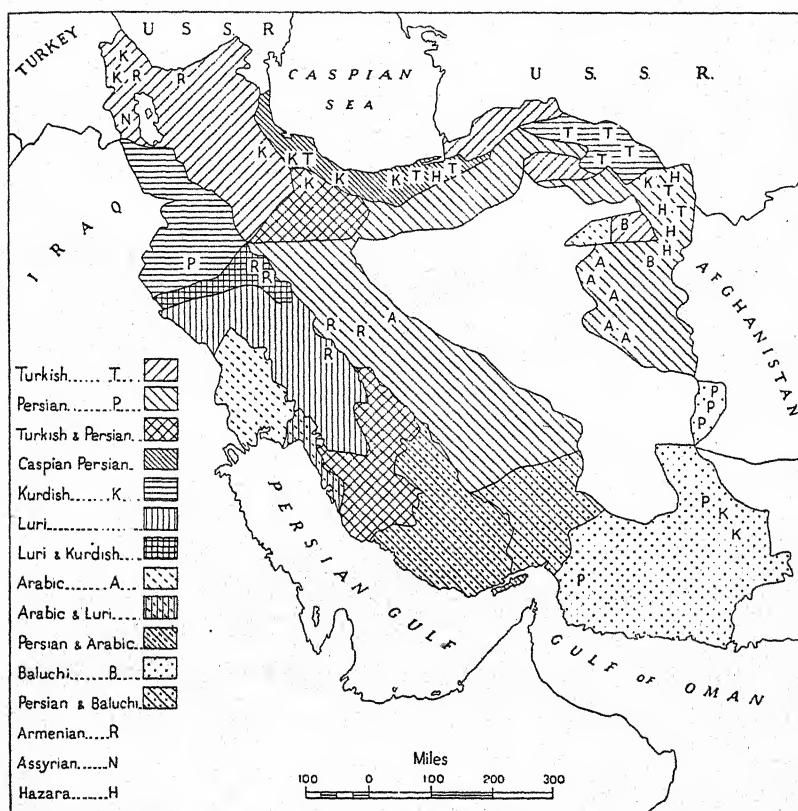 U S S R
TURKEY
CASPIAN
SEA
U. S. S. R.
IRAQ
AFGHANISTAN
PERSIAN GULF
GULF OF OMAN
K
K R R
N
K K T K K T H T
K
T T
T T
K H
T
H T
H
H
B
B
A
A
A
A A
P
R
R
R R A
R
P
P
P
P
K
K
P
Turkish...... T
Persian...... P
Turkish & Persian
Caspian Persian
Kurdish...... K
Luri
Luri & Kurdish
Arabic...... A
Arabic & Luri
Persian & Arabic
Baluchi...... B
Persian & Baluchi
Armenian..... R
Assyrian...... N
Hazara...... H
Miles
100 0 100 200 300